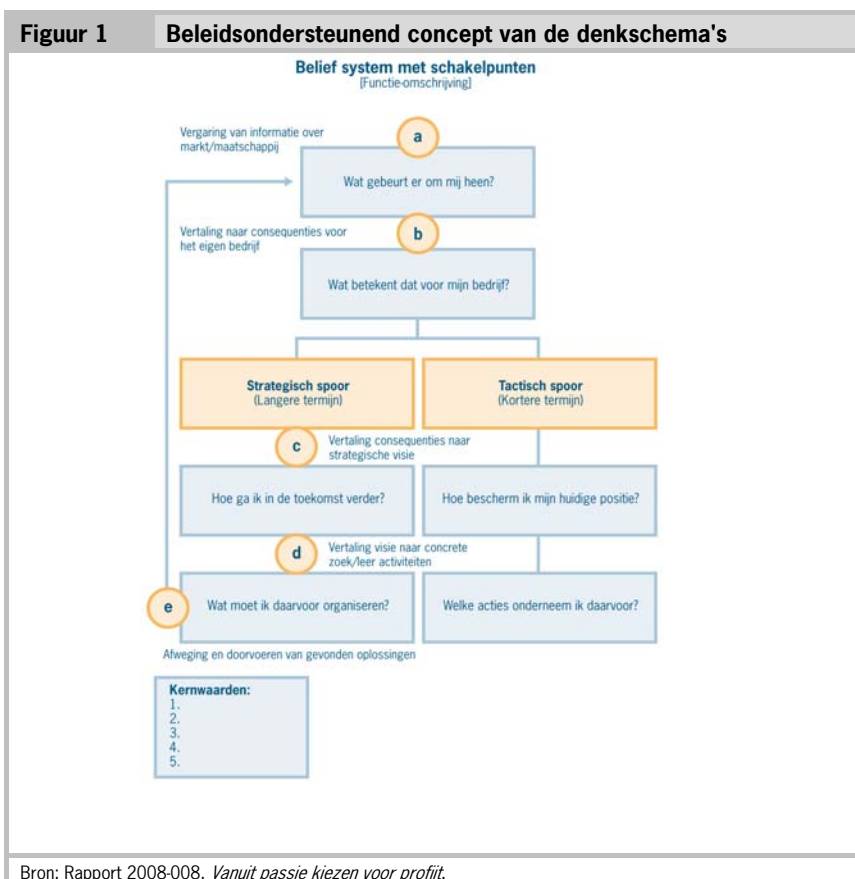 Figuur 1 Beleidsondersteunend concept van de denkschema's
Belief system met schakelpunten
[Functie-omschrijving]
Vergaring van informatie over
markt/maatschappij
a
Wat gebeurt er om mij heen?
Vertaling naar consequenties voor
het eigen bedrijf
b
Wat betekent dat voor mijn bedrijf?
Strategisch spoor
(Langere termijn)
Tactisch spoor
(Kortere termijn)
c
Vertaling consequenties naar
strategische visie
Hoe ga ik in de toekomst verder?
Hoe bescherm ik mijn huidige positie?
d
Vertaling visie naar concrete
zoek/leer activiteiten
e
Wat moet ik daarvoor organiseren?
Welke acties onderneem ik daarvoor?
Afweging en doorvoeren van gevonden oplossingen
Kernwaarden:
1.
2.
3.
4.
5.
Bron: Rapport 2008-008. Vanuit passie kiezen voor profijt.